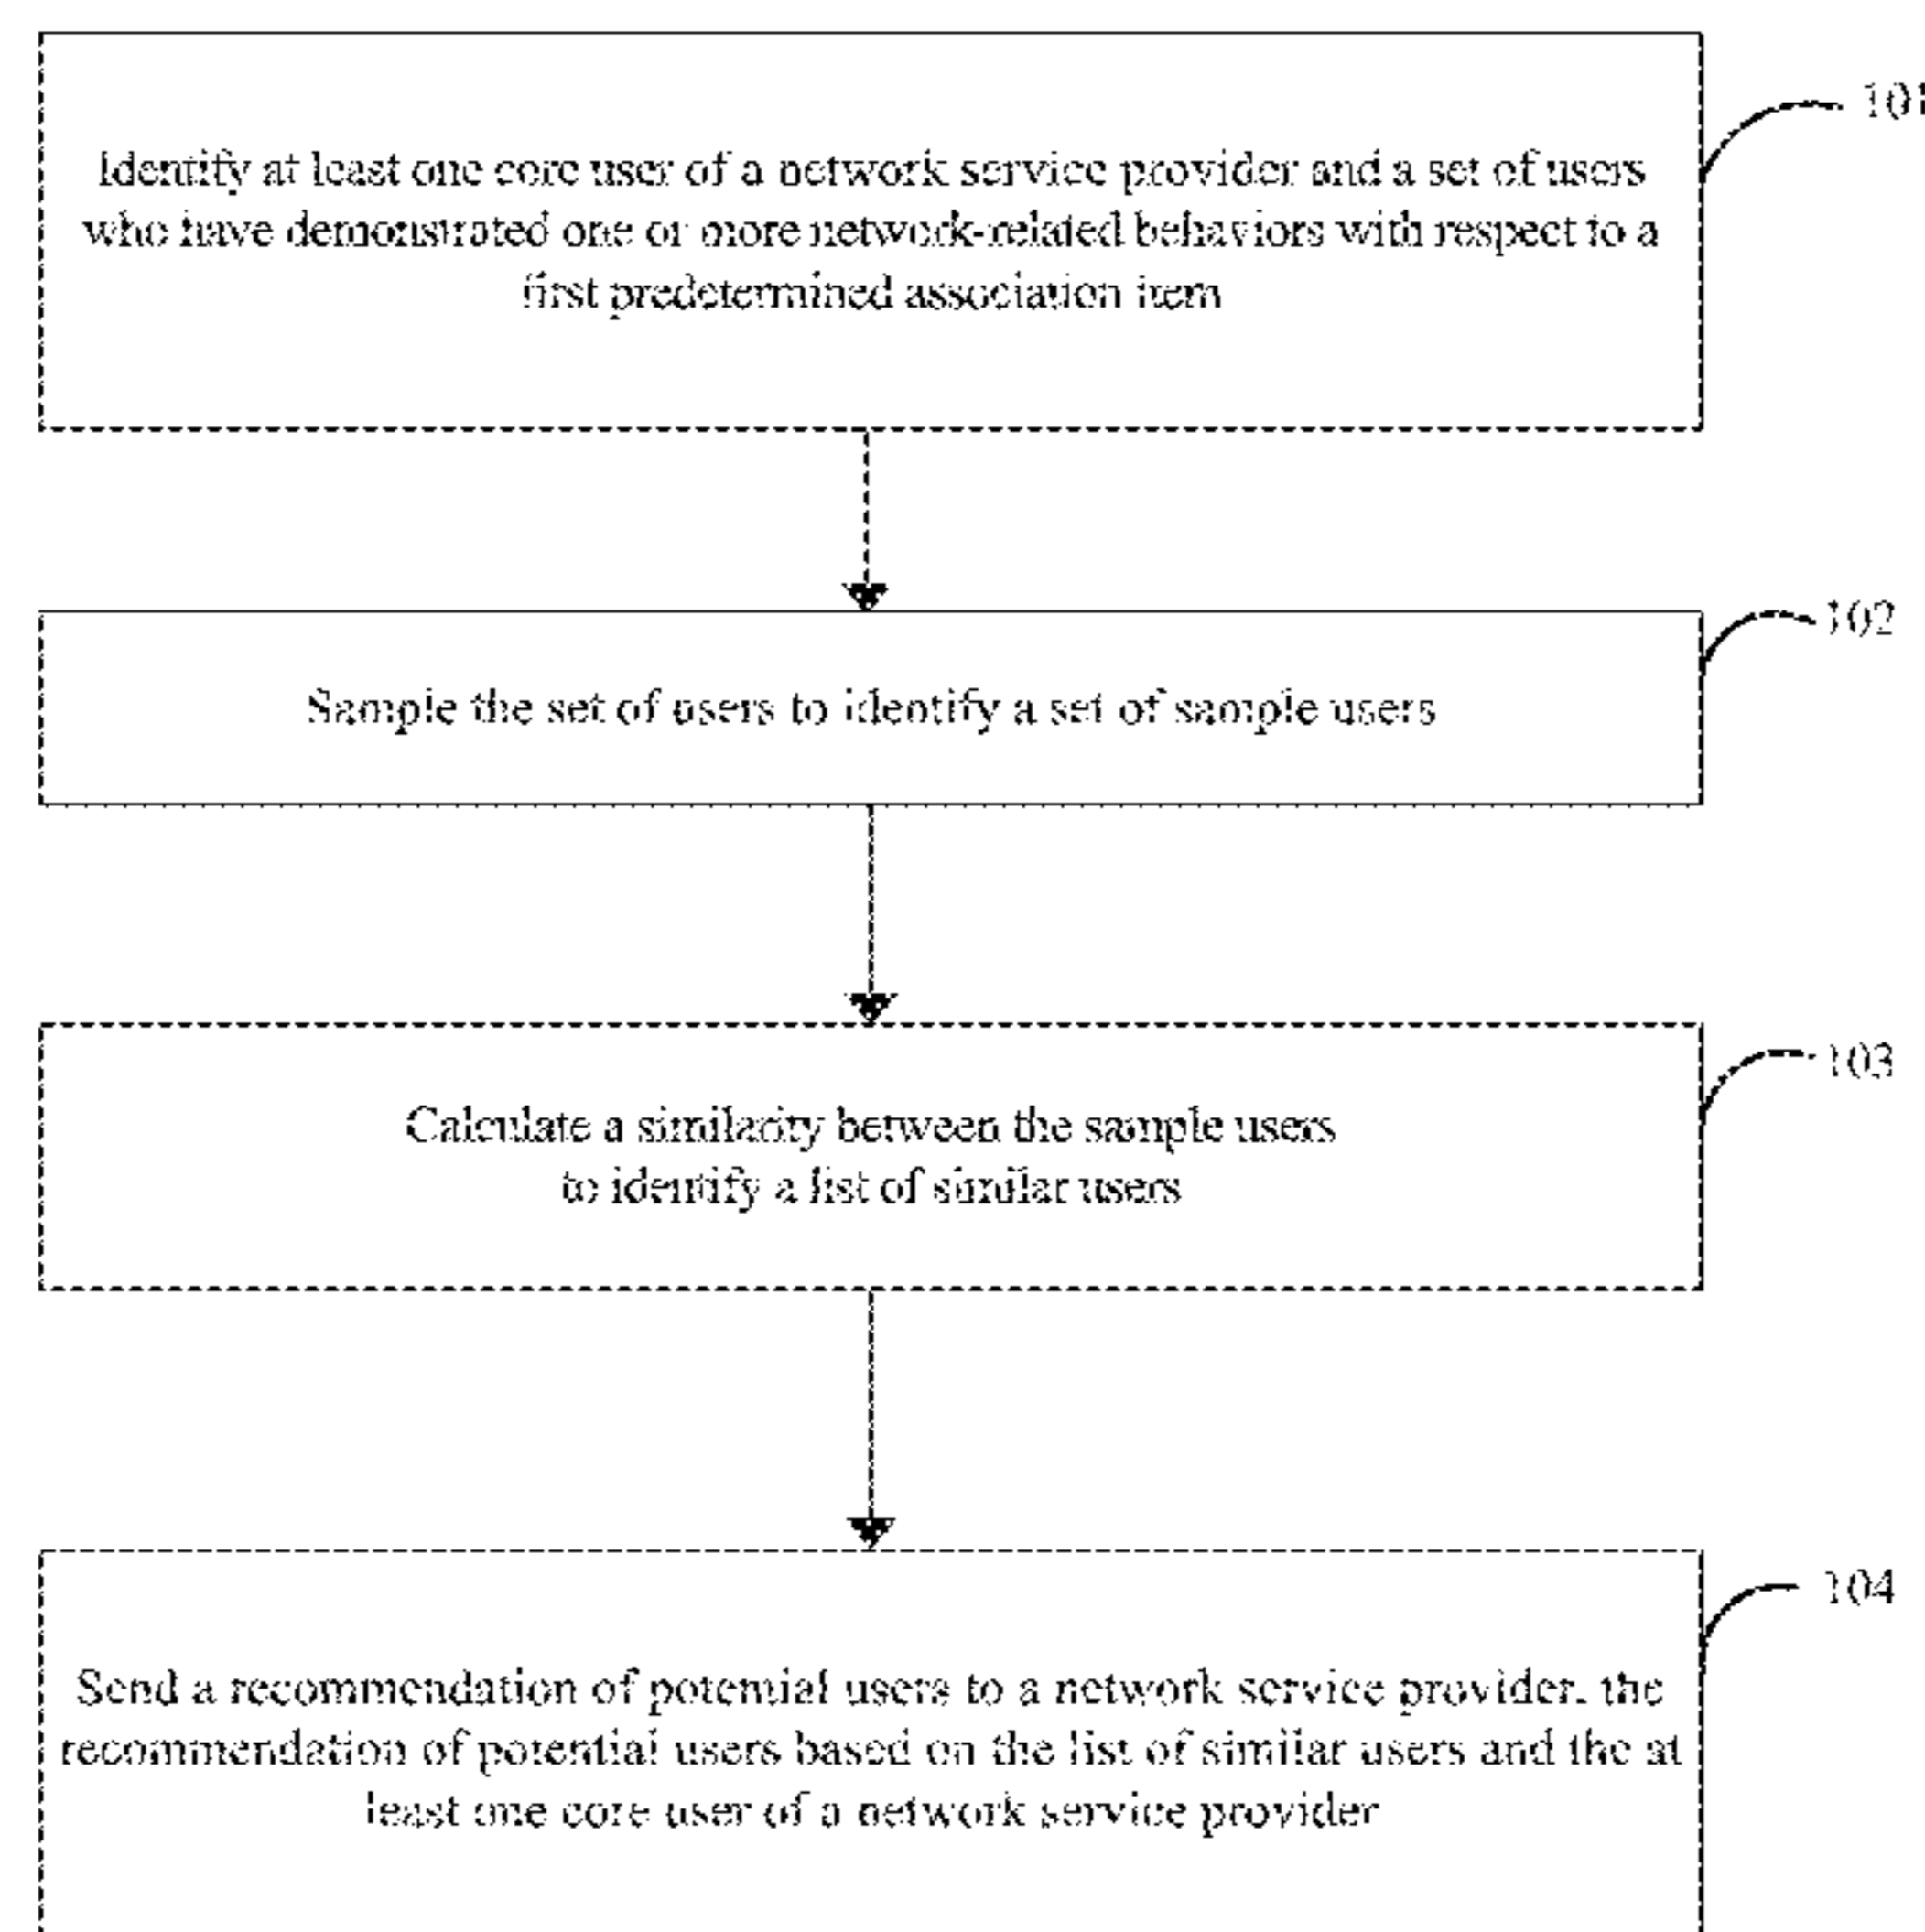 101
Identify at least one core user of a network service provider and a set of users
who have demonstrated one or more network-related behaviors with respect to a
first predetermined association item
102
Sample the set of users to identify a set of sample users
103
Calculate a similarity between the sample users
to identify a list of similar users
104
Send a recommendation of potential users to a network service provider, the
recommendation of potential users based on the list of similar users and the at
least one core user of a network service provider